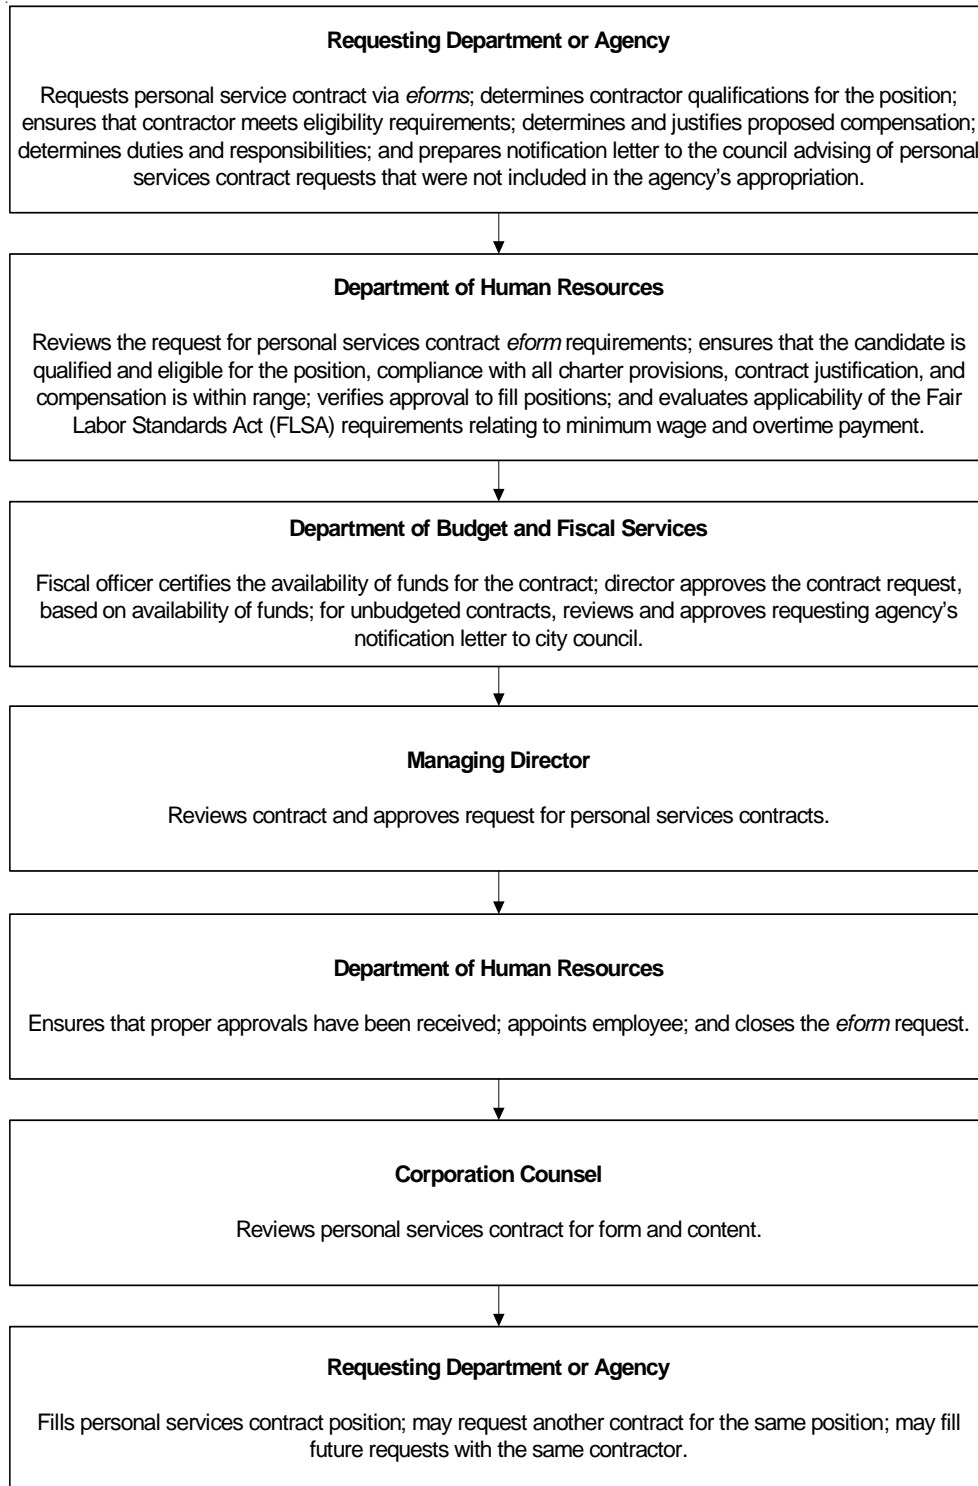 Requesting Department or Agency
Requests personal service contract via eforms; determines contractor qualifications for the position;
ensures that contractor meets eligibility requirements; determines and justifies proposed compensation;
determines duties and responsibilities; and prepares notification letter to the council advising of personal
services contract requests that were not included in the agency’s appropriation.
Department of Human Resources
Reviews the request for personal services contract eform requirements; ensures that the candidate is
qualified and eligible for the position, compliance with all charter provisions, contract justification, and
compensation is within range; verifies approval to fill positions; and evaluates applicability of the Fair
Labor Standards Act (FLSA) requirements relating to minimum wage and overtime payment.
Department of Budget and Fiscal Services
Fiscal officer certifies the availability of funds for the contract; director approves the contract request,
based on availability of funds; for unbudgeted contracts, reviews and approves requesting agency’s
notification letter to city council.
Managing Director
Reviews contract and approves request for personal services contracts.
Department of Human Resources
Ensures that proper approvals have been received; appoints employee; and closes the eform request.
Corporation Counsel
Reviews personal services contract for form and content.
Requesting Department or Agency
Fills personal services contract position; may request another contract for the same position; may fill
future requests with the same contractor.